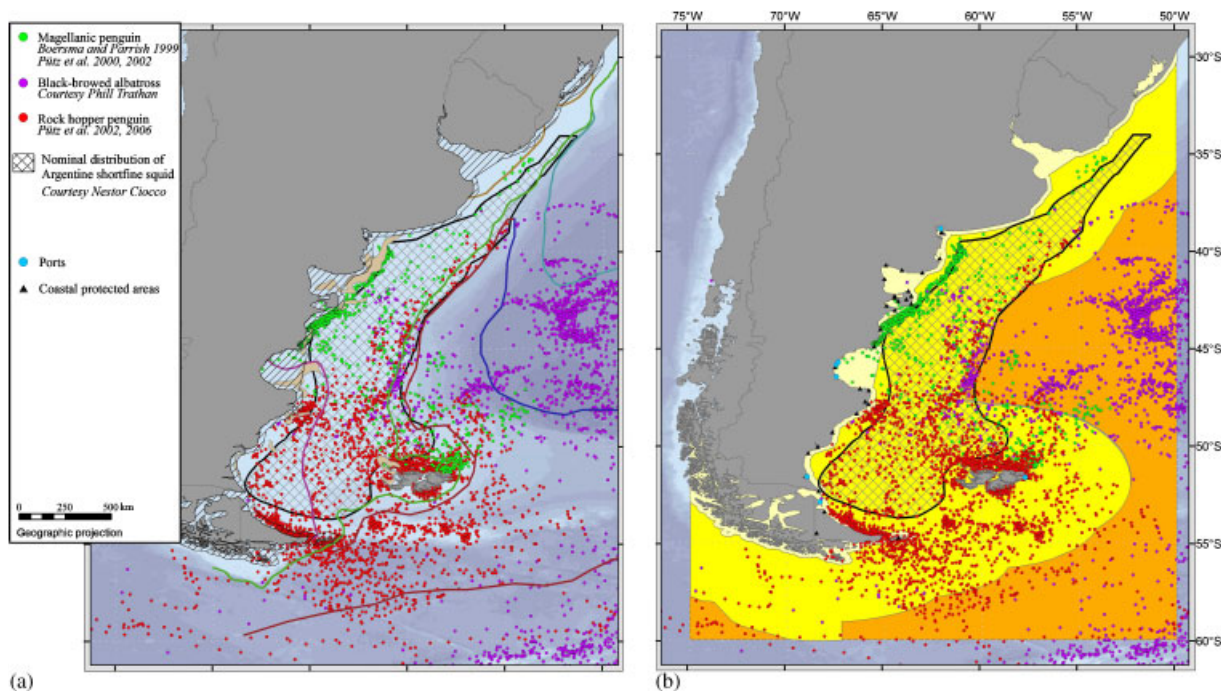 Magellanic penguin
Boersma and Parrish 1999
Pütz et al. 2000, 2002
Black-browed albatross
Courtesy Phill Trathan
Rock hopper penguin
Pütz et al. 2002, 2006
Nominal distribution of
Argentine shortfine squid
Courtesy Nestor Ciocco
Ports
Coastal protected areas
0 250 500 km
Geographic projection
(a)
75°W 70°W 65°W 60°W 55°W 50°W
30°S
35°S
40°S
45°S
50°S
55°S
60°S
(b)